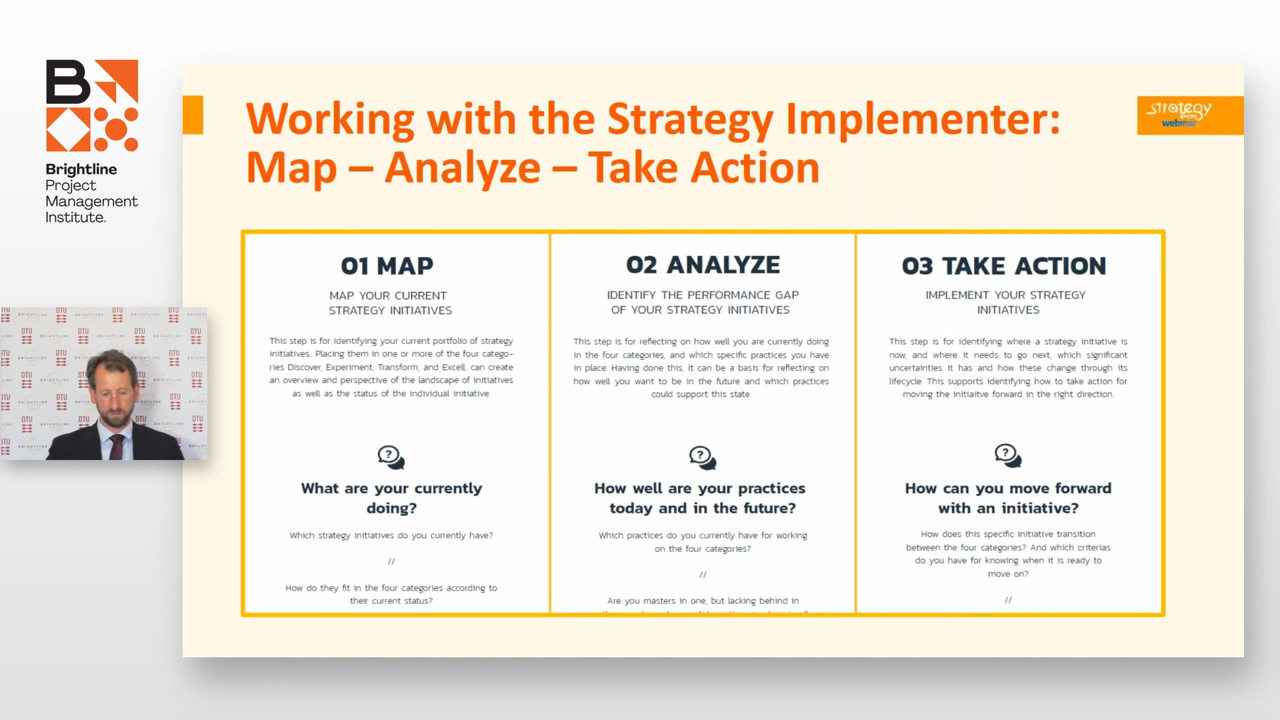 B
Brightline
Project
Management
Institute.
Working with the Strategy Implementer:
Map – Analyze – Take Action
strategy
webinar
01 MAP
MAP YOUR CURRENT
STRATEGY INITIATIVES
This step is for identifying your current portfolio of strategy
initiatives. Placing them in one or more of the four catego-
ries Discover, Experiment, Transform, and Excell, can create
an overview and perspective of the landscape of initiatives
as well as the status of the individual initiative.
?
What are your currently
doing?
Which strategy initiatives do you currently have?
//
How do they fit in the four categories according to
their current status?
02 ANALYZE
IDENTIFY THE PERFORMANCE GAP
OF YOUR STRATEGY INITIATIVES
This step is for reflecting on how well you are currently doing
in the four categories, and which specific practices you have
in place Having done this, it can be a basis for reflecting on
how well you want to be in the future and which practices
could support this state.
?
How well are your practices
today and in the future?
Which practices do you currently have for working
on the four categories?
//
Are you masters in one, but lacking behind in
03 TAKE ACTION
IMPLEMENT YOUR STRATEGY
INITIATIVES
This step is for identifying where a strategy initiative is
now, and where it needs to go next, which significant
uncertainties it has and how these change through its
lifecycle. This supports identifying how to take action for
moving the initiaitve forward in the right direction.
?
How can you move forward
with an initiative?
How does this specific initiative transition
between the four categories? And which criterias
do you have for knowing when it is ready to
move on?
//
DTU
BRIGHTLINE